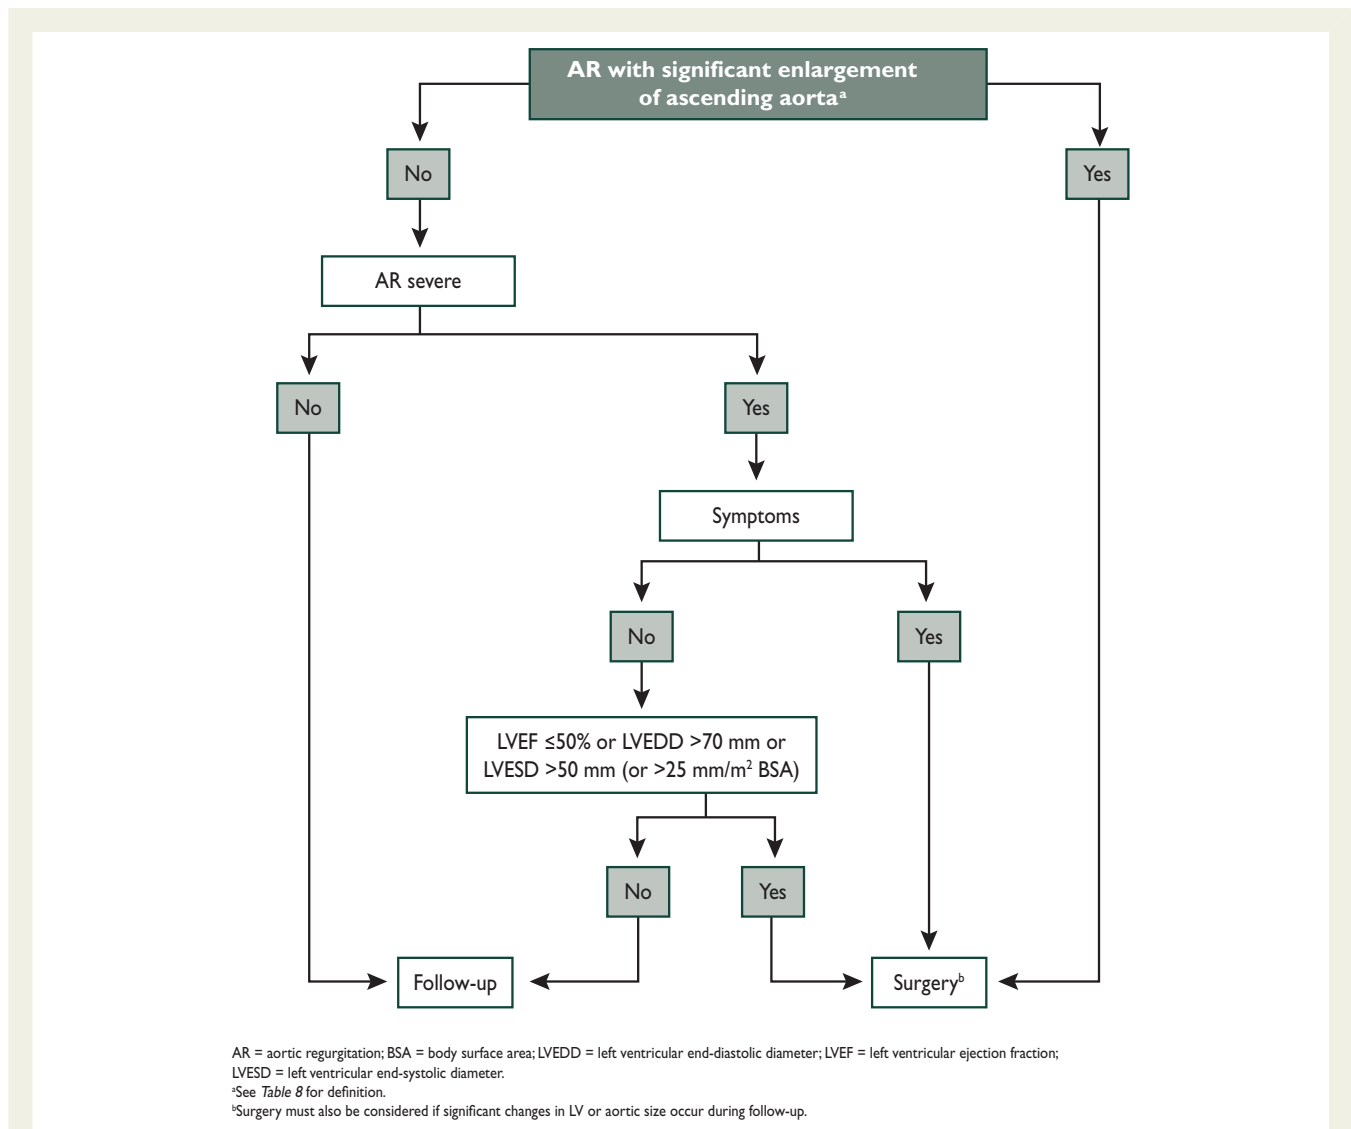 AR with significant enlargement
of ascending aortaᵃ
No
Yes
AR severe
No
Yes
Symptoms
No
Yes
LVEF ≤50% or LVEDD >70 mm or
LVESD >50 mm (or >25 mm/m² BSA)
No
Yes
Follow-up
Surgeryᵇ
AR = aortic regurgitation; BSA = body surface area; LVEDD = left ventricular end-diastolic diameter; LVEF = left ventricular ejection fraction;
LVESD = left ventricular end-systolic diameter.
ᵃSee Table 8 for definition.
ᵇSurgery must also be considered if significant changes in LV or aortic size occur during follow-up.